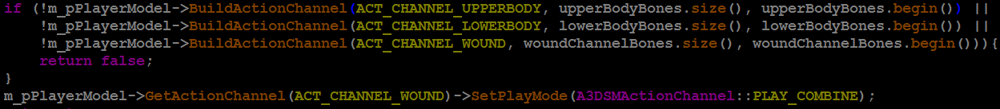 if (!m_pPlayerModel->BuildActionChannel(ACT_CHANNEL_UPPERBODY, upperBodyBones.size(), upperBodyBones.begin()) ||
!m_pPlayerModel->BuildActionChannel(ACT_CHANNEL_LOWERBODY, lowerBodyBones.size(), lowerBodyBones.begin()) ||
!m_pPlayerModel->BuildActionChannel(ACT_CHANNEL_WOUND, woundChannelBones.size(), woundChannelBones.begin())){
return false;
}
m_pPlayerModel->GetActionChannel(ACT_CHANNEL_WOUND)->SetPlayMode(A3DSMActionChannel::PLAY_COMBINE);